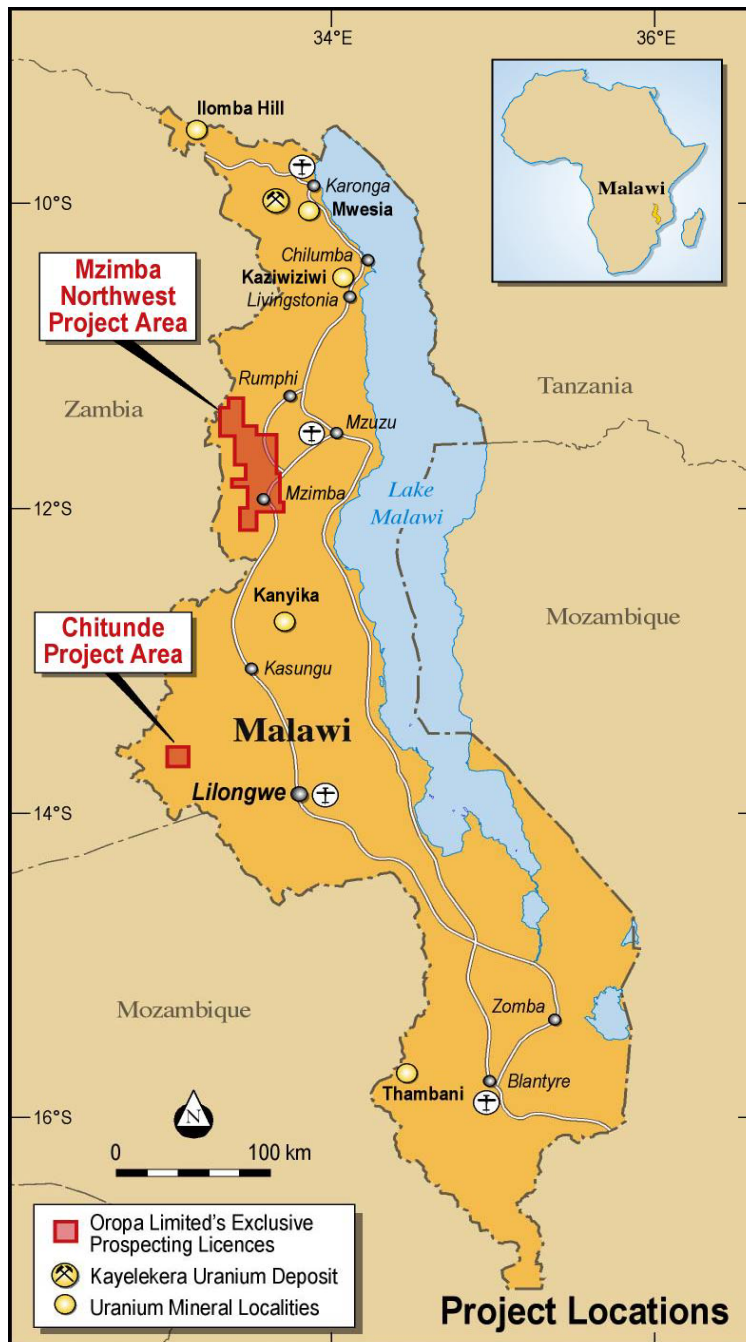 34°E
36°E
Ilomba Hill
Malawi
10°S
Karonga
Mwesia
Chilumba
Kaziwiziwi
Livingstonia
Mzimba
Northwest
Project Area
Rumphi
Zambia
Tanzania
Mzuzu
Mzimba
Lake
Malawi
12°S
Kanyika
Mozambique
Chitunde
Project Area
Kasungu
Malawi
Lilongwe
14°S
Mozambique
Zomba
Thambani
Blantyre
16°S
N
0 100 km
Oropa Limited's Exclusive
Prospecting Licences
Kayelekera Uranium Deposit
Uranium Mineral Localities
Project Locations